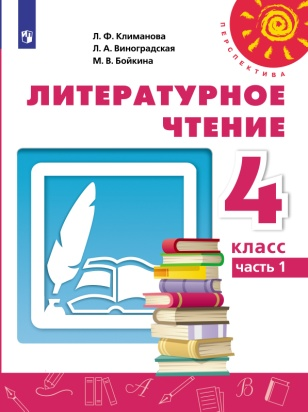 Л. Ф. Климанова
Л. А. Виноградская
М. В. Бойкина
ПЕРСПЕКТИВА
ЛИТЕРАТУРНОЕ
ЧТЕНИЕ
4
класс
часть 1